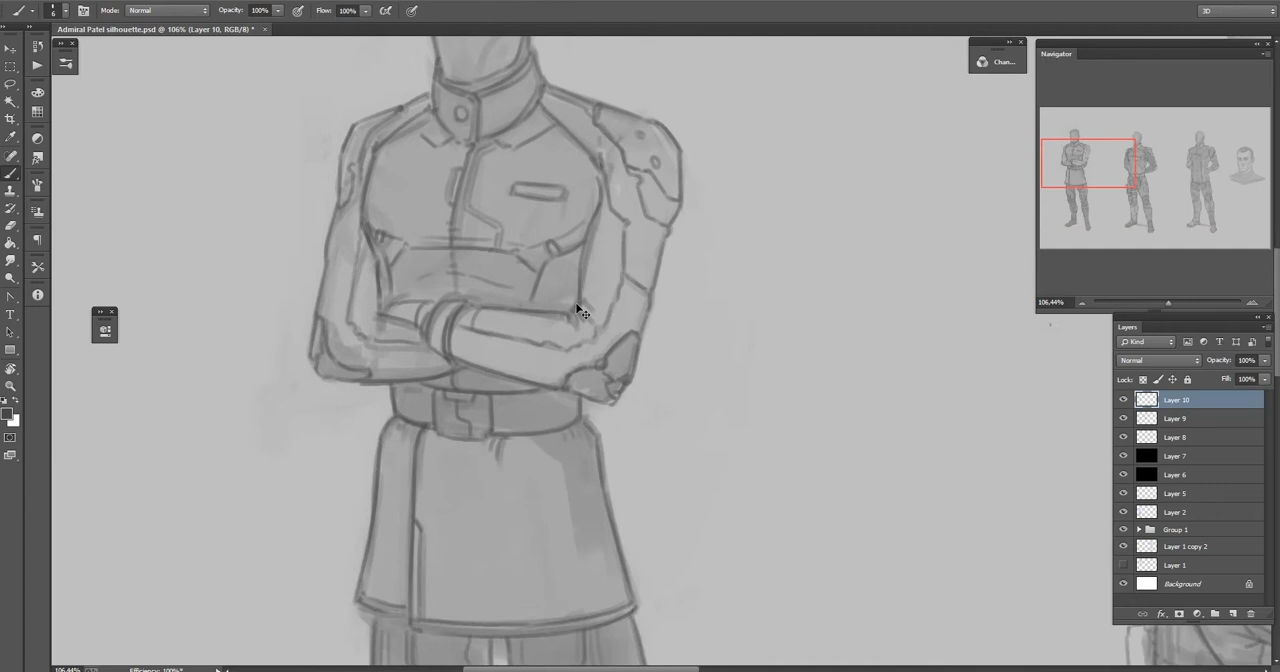 6 Mode: Normal Opacity: 100% Flow: 100% 3D
Admiral Patel silhouette.psd @ 106% (Layer 10, RGB/8) * ×
Chan...
Navigator
106,44%
Layers
Kind
Normal Opacity: 100%
Lock: Fill: 100%
Layer 10
Layer 9
Layer 8
Layer 7
Layer 6
Layer 5
Layer 2
Group 1
Layer 1 copy 2
Layer 1
Background
106,44% Efficiency: 100%*